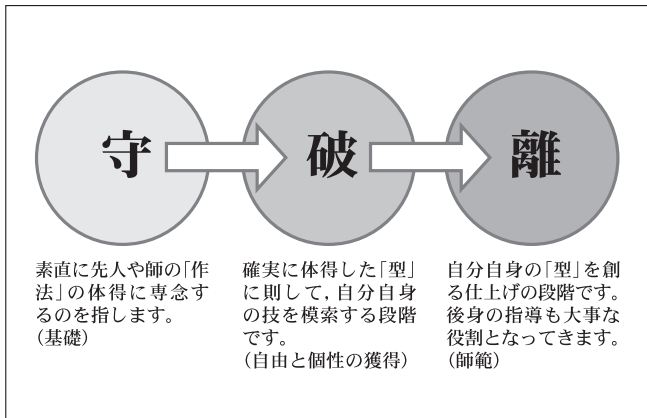 守
破
離
素直に先人や師の「作
法」の体得に専念す
るのを指します。
（基礎）
確実に体得した「型」
に則して，自分自身
の技を模索する段階
です。
（自由と個性の獲得）
自分自身の「型」を創
る仕上げの段階です。
後身の指導も大事な
役割となってきます。
（師範）